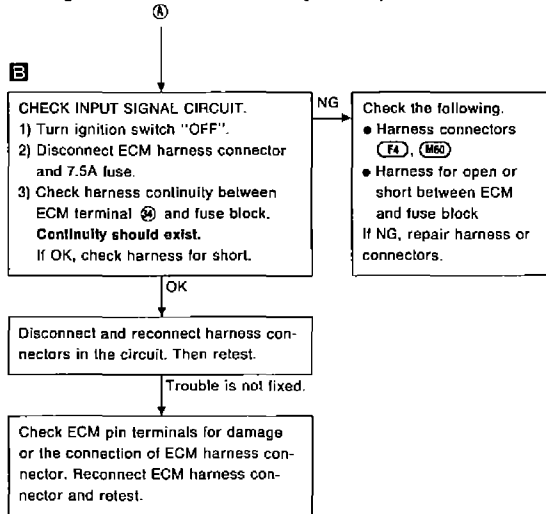 Ⓐ
B
CHECK INPUT SIGNAL CIRCUIT.
1) Turn ignition switch "OFF".
2) Disconnect ECM harness connector
and 7.5A fuse.
3) Check harness continuity between
ECM terminal 34 and fuse block.
Continuity should exist.
If OK, check harness for short.
NG
Check the following.
● Harness connectors
F4, M60
● Harness for open or
short between ECM
and fuse block
If NG, repair harness or
connectors.
OK
Disconnect and reconnect harness con-
nectors in the circuit. Then retest.
Trouble is not fixed.
Check ECM pin terminals for damage
or the connection of ECM harness con-
nector. Reconnect ECM harness con-
nector and retest.